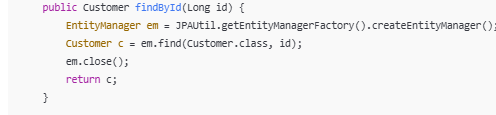 public Customer findById(Long id) {
EntityManager em = JPAUtil.getEntityManagerFactory().createEntityManager();
Customer c = em.find(Customer.class, id);
em.close();
return c;
}